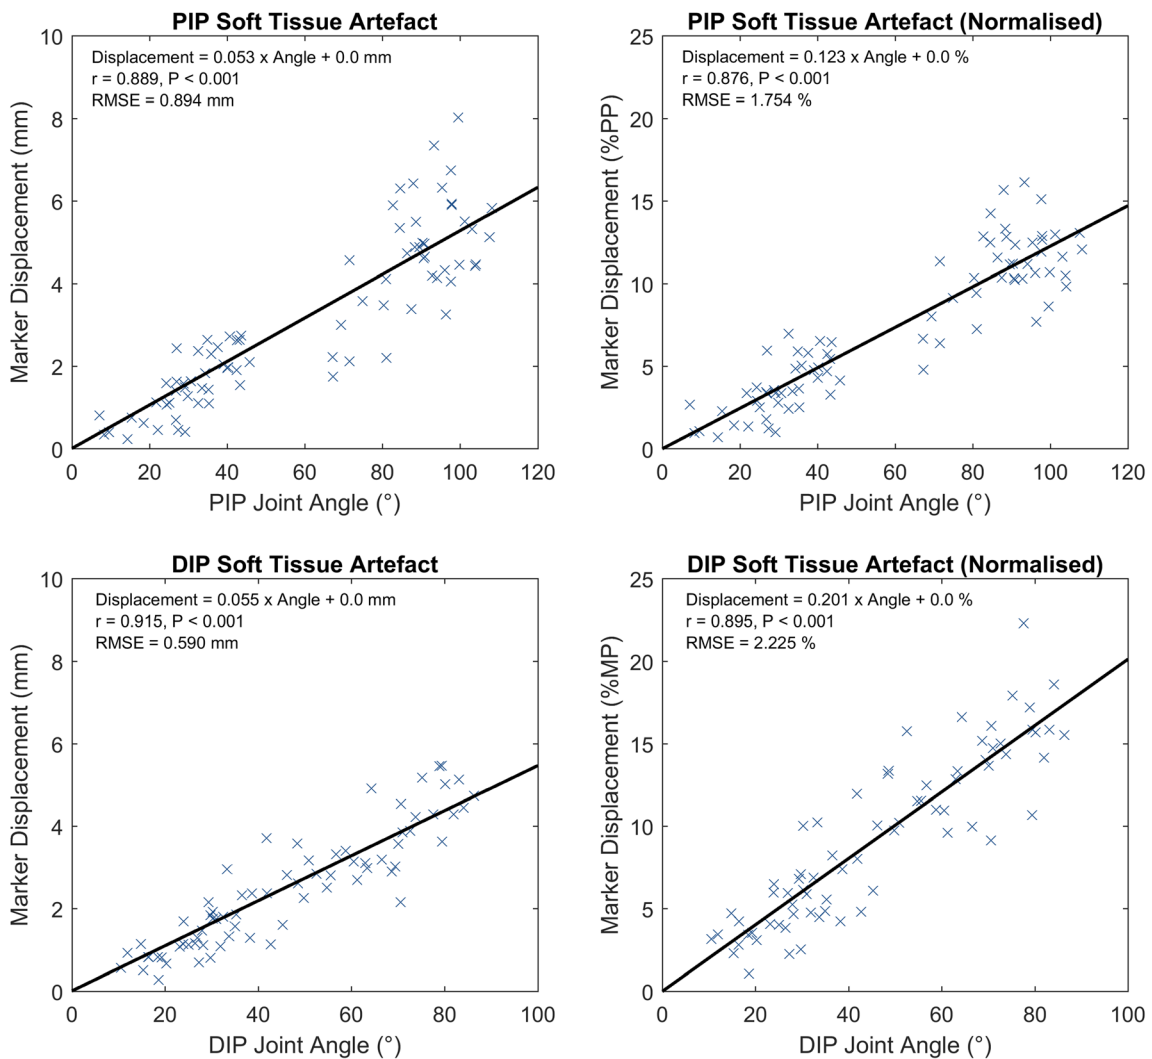 PIP Soft Tissue Artefact
Displacement = 0.053 x Angle + 0.0 mm
r = 0.889, P < 0.001
RMSE = 0.894 mm
Marker Displacement (mm)
10
8
6
4
2
0
0 20 40 60 80 100 120
PIP Joint Angle (°)
PIP Soft Tissue Artefact (Normalised)
Displacement = 0.123 x Angle + 0.0 %
r = 0.876, P < 0.001
RMSE = 1.754 %
Marker Displacement (%PP)
25
20
15
10
5
0
0 20 40 60 80 100 120
PIP Joint Angle (°)
DIP Soft Tissue Artefact
Displacement = 0.055 x Angle + 0.0 mm
r = 0.915, P < 0.001
RMSE = 0.590 mm
Marker Displacement (mm)
10
8
6
4
2
0
0 20 40 60 80 100
DIP Joint Angle (°)
DIP Soft Tissue Artefact (Normalised)
Displacement = 0.201 x Angle + 0.0 %
r = 0.895, P < 0.001
RMSE = 2.225 %
Marker Displacement (%MP)
25
20
15
10
5
0
0 20 40 60 80 100
DIP Joint Angle (°)